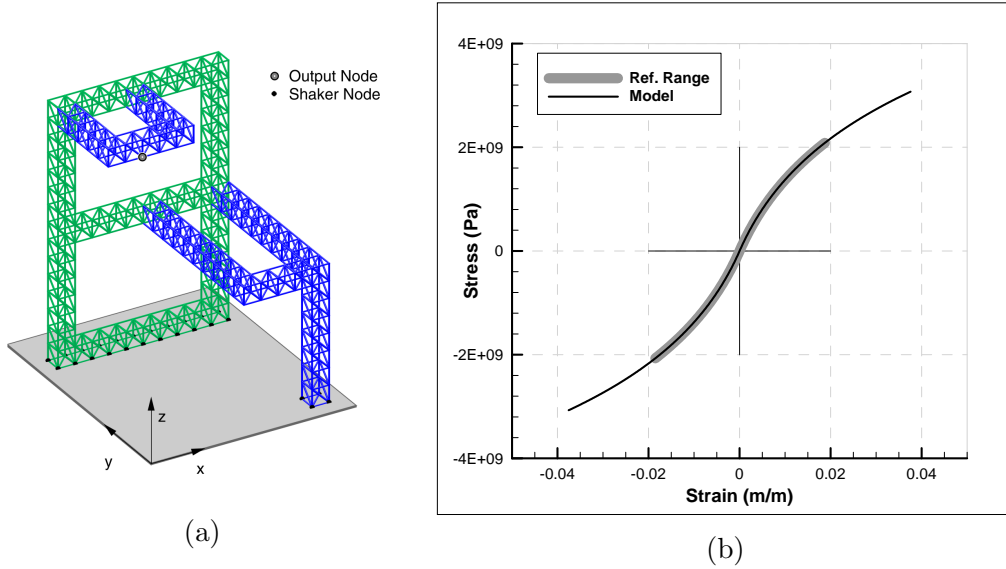 Output Node
Shaker Node
z
y
x
(a)
4E+09
2E+09
0
-2E+09
-4E+09
Stress (Pa)
Ref. Range
Model
-0.04
-0.02
0
0.02
0.04
Strain (m/m)
(b)